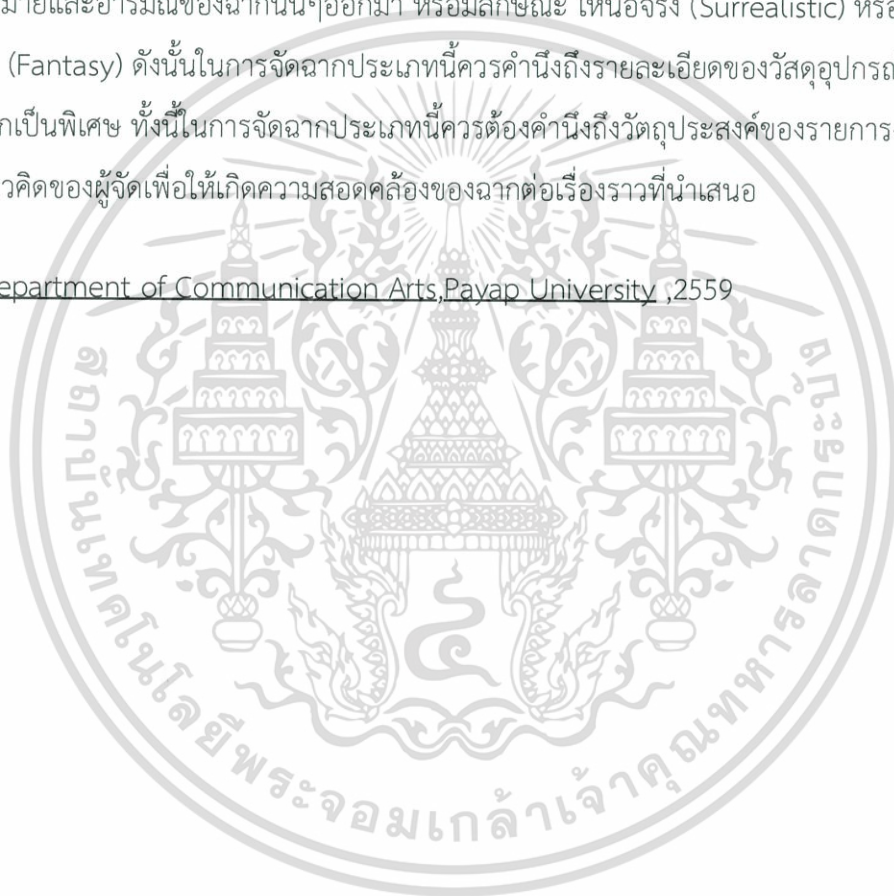 มายและอารมณ์ของฉากนั้นๆออกมา หรือมีลักษณะ เหนือจริง (Surrealistic) หรือ
(Fantasy) ดังนั้นในการจัดฉากประเภทนี้ควรคำนึงถึงรายละเอียดของวัสดุอุปกรณ์
กเป็นพิเศษ ทั้งนี้ในการจัดฉากประเภทนี้ควรต้องคำนึงถึงวัตถุประสงค์ของรายการ
วคิดของผู้จัดเพื่อให้เกิดความสอดคล้องของฉากต่อเรื่องราวที่นำเสนอ
epartment of Communication Arts,Payap University ,2559
สถาบันเทคโนโลยีพระจอมเกล้าเจ้าคุณทหารลาดกระบัง